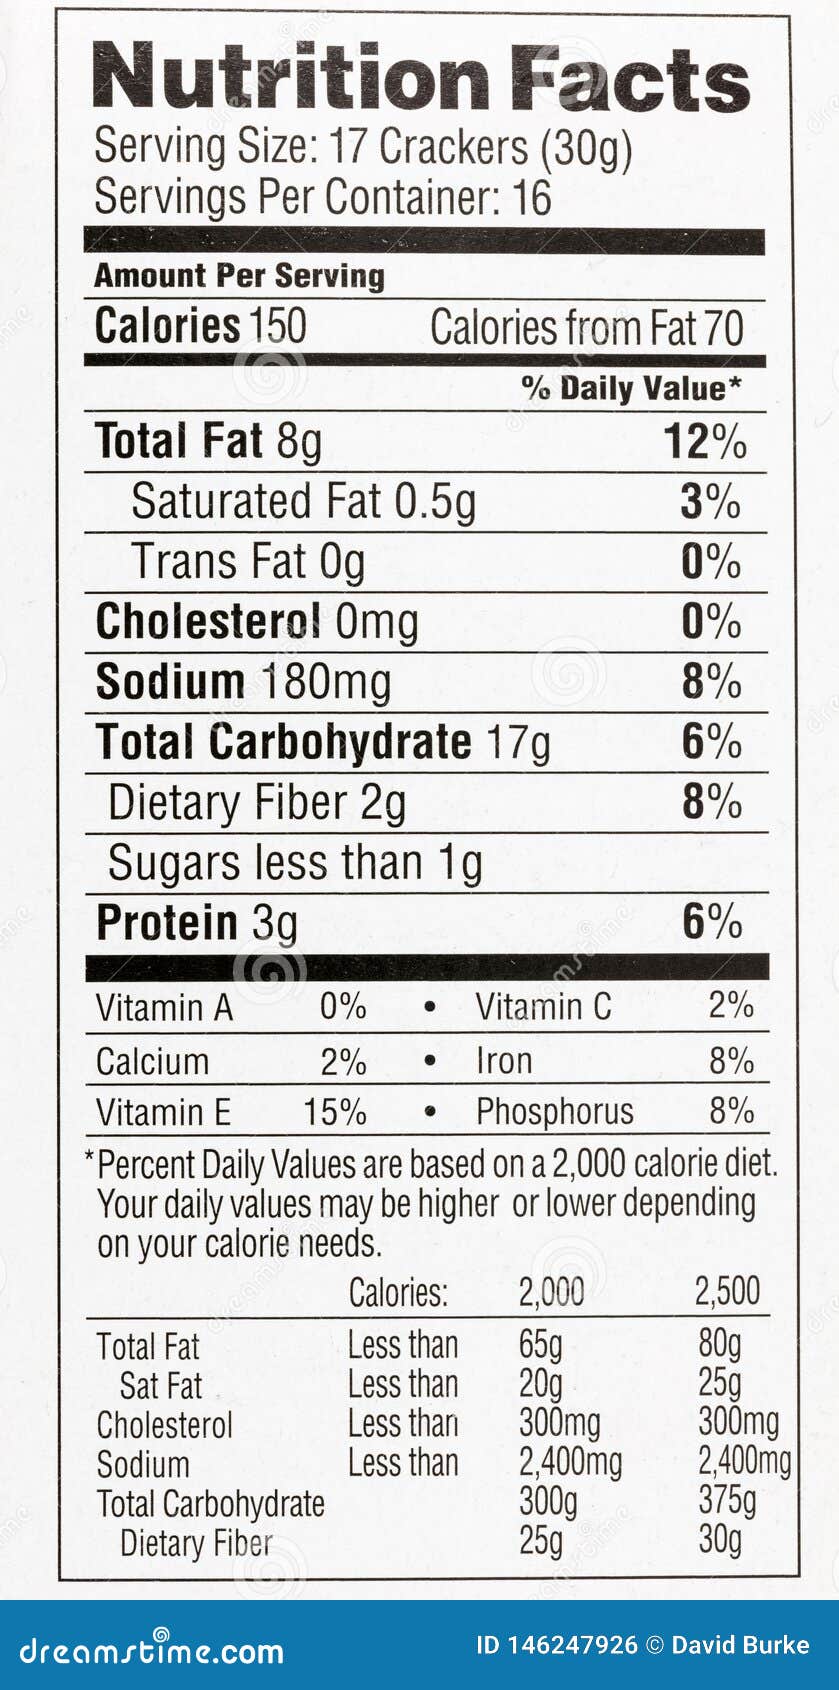 Nutrition Facts
Serving Size: 17 Crackers (30g)
Servings Per Container: 16
Amount Per Serving
Calories 150 Calories from Fat 70
% Daily Value*
Total Fat 8g 12%
Saturated Fat 0.5g 3%
Trans Fat 0g 0%
Cholesterol 0mg 0%
Sodium 180mg 8%
Total Carbohydrate 17g 6%
Dietary Fiber 2g 8%
Sugars less than 1g
Protein 3g 6%
Vitamin A 0% • Vitamin C 2%
Calcium 2% • Iron 8%
Vitamin E 15% • Phosphorus 8%
*Percent Daily Values are based on a 2,000 calorie diet.
Your daily values may be higher or lower depending
on your calorie needs.
Calories: 2,000 2,500
Total Fat Less than 65g 80g
Sat Fat Less than 20g 25g
Cholesterol Less than 300mg 300mg
Sodium Less than 2,400mg 2,400mg
Total Carbohydrate 300g 375g
Dietary Fiber 25g 30g
dreamstime.com ID 146247926 © David Burke